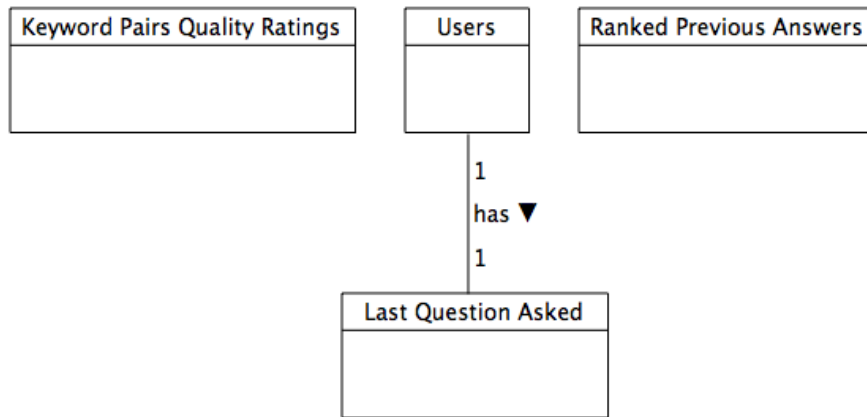 Keyword Pairs Quality Ratings
Users
Ranked Previous Answers
1
has ▼
1
Last Question Asked